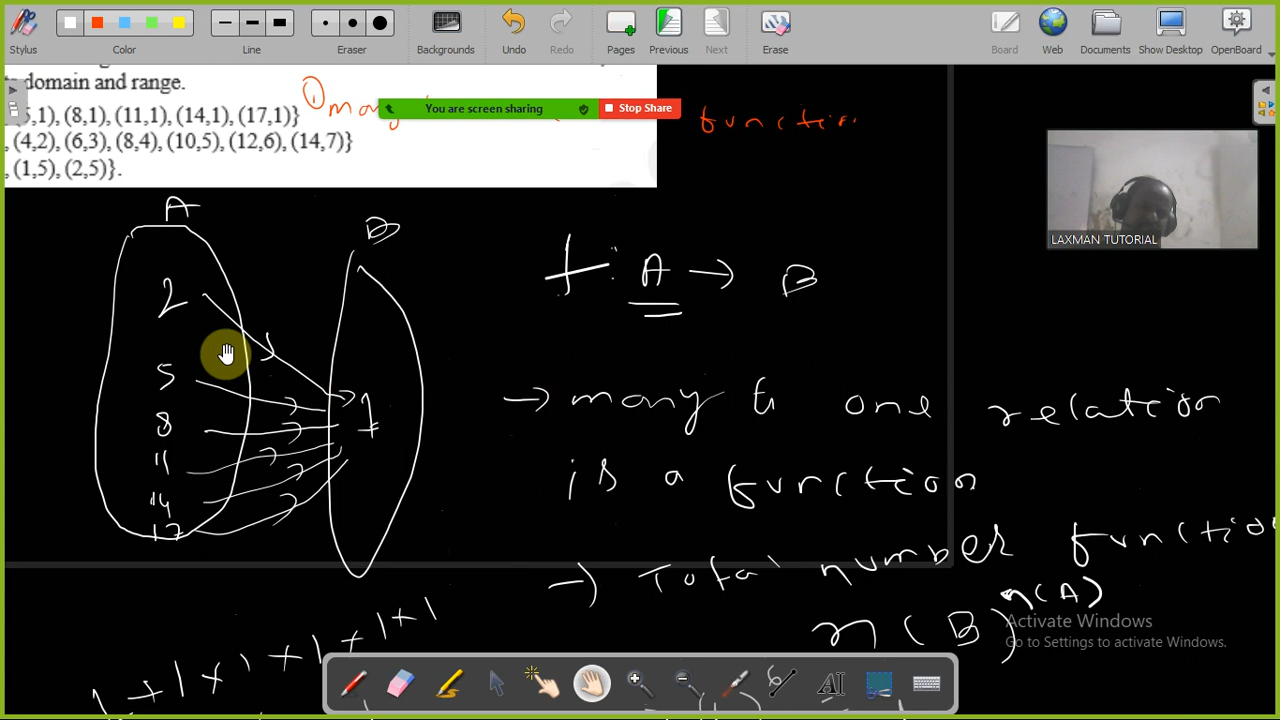 Stylus Color Line Eraser Backgrounds Undo Redo Pages Previous Next Erase Board Web Documents Show Desktop OpenBoard
domain and range.
,1), (8,1), (11,1), (14,1), (17,1)}
(4,2), (6,3), (8,4), (10,5), (12,6), (14,7)}
, (1,5), (2,5)}.
1 many function
You are screen sharing Stop Share
LAXMAN TUTORIAL
A B
2
5
8
11
14
17
1
f: A → B
→ many to one relation
is a function
→ Total number function
n(B)
n(A)
1+1+1+1+1+1
Activate Windows
Go to Settings to activate Windows.